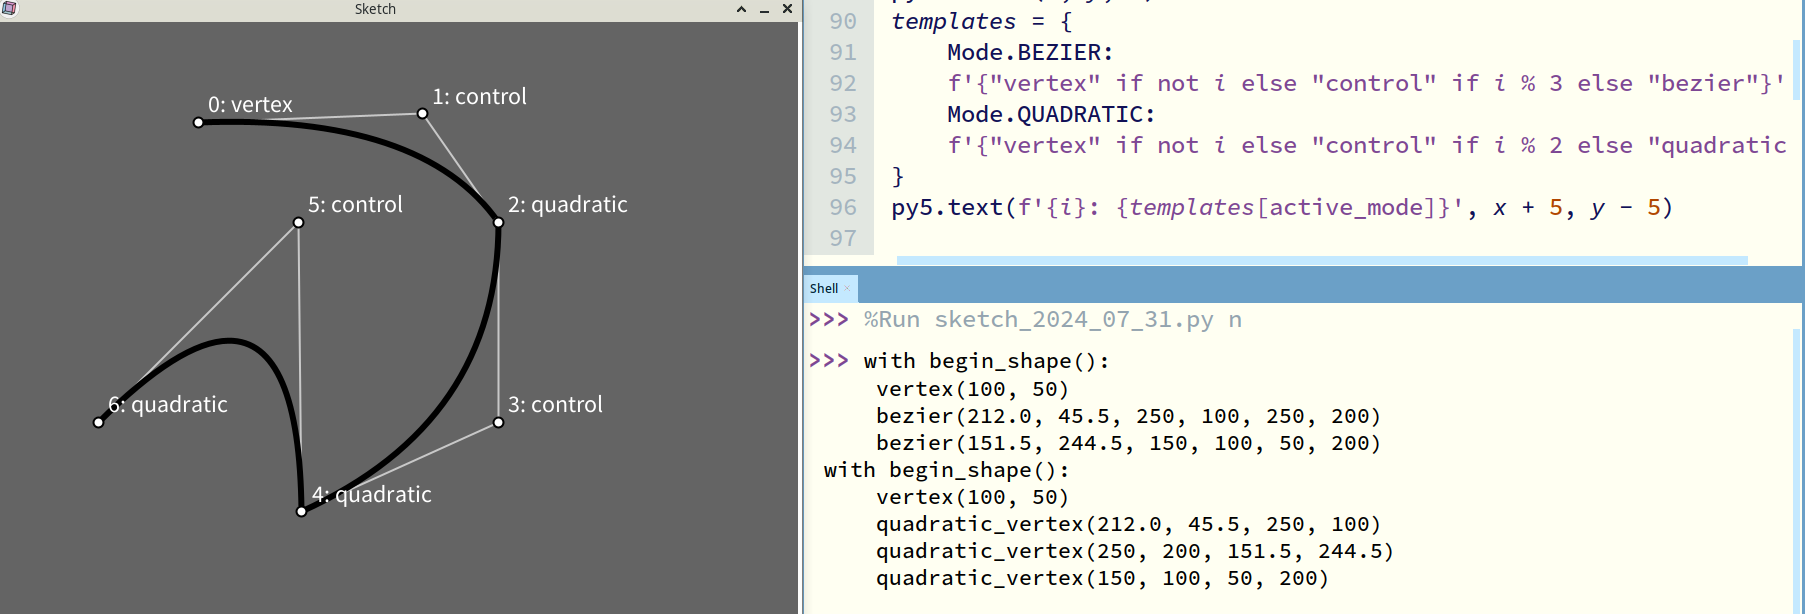 Sketch
0: vertex
1: control
5: control
2: quadratic
6: quadratic
3: control
4: quadratic
90 templates = {
91 Mode.BEZIER:
92 f'{"vertex" if not i else "control" if i % 3 else "bezier"}'
93 Mode.QUADRATIC:
94 f'{"vertex" if not i else "control" if i % 2 else "quadratic
95 }
96 py5.text(f'{i}: {templates[active_mode]}', x + 5, y - 5)
97
Shell ×
>>> %Run sketch_2024_07_31.py n
>>> with begin_shape():
vertex(100, 50)
bezier(212.0, 45.5, 250, 100, 250, 200)
bezier(151.5, 244.5, 150, 100, 50, 200)
with begin_shape():
vertex(100, 50)
quadratic_vertex(212.0, 45.5, 250, 100)
quadratic_vertex(250, 200, 151.5, 244.5)
quadratic_vertex(150, 100, 50, 200)